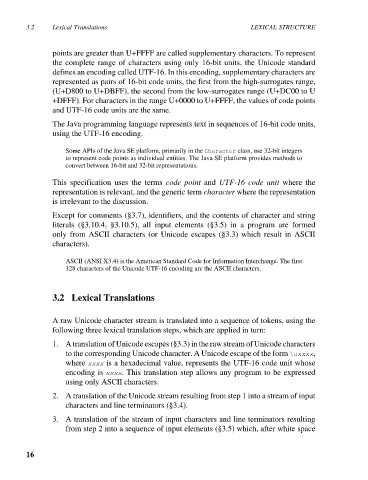 3.2 Lexical Translations LEXICAL STRUCTURE
points are greater than U+FFFF are called supplementary characters. To represent
the complete range of characters using only 16-bit units, the Unicode standard
defines an encoding called UTF-16. In this encoding, supplementary characters are
represented as pairs of 16-bit code units, the first from the high-surrogates range,
(U+D800 to U+DBFF), the second from the low-surrogates range (U+DC00 to U
+DFFF). For characters in the range U+0000 to U+FFFF, the values of code points
and UTF-16 code units are the same.
The Java programming language represents text in sequences of 16-bit code units,
using the UTF-16 encoding.
Some APIs of the Java SE platform, primarily in the Character class, use 32-bit integers
to represent code points as individual entities. The Java SE platform provides methods to
convert between 16-bit and 32-bit representations.
This specification uses the terms code point and UTF-16 code unit where the
representation is relevant, and the generic term character where the representation
is irrelevant to the discussion.
Except for comments (§3.7), identifiers, and the contents of character and string
literals (§3.10.4, §3.10.5), all input elements (§3.5) in a program are formed
only from ASCII characters (or Unicode escapes (§3.3) which result in ASCII
characters).
ASCII (ANSI X3.4) is the American Standard Code for Information Interchange. The first
128 characters of the Unicode UTF-16 encoding are the ASCII characters.
3.2 Lexical Translations
A raw Unicode character stream is translated into a sequence of tokens, using the
following three lexical translation steps, which are applied in turn:
1. A translation of Unicode escapes (§3.3) in the raw stream of Unicode characters
to the corresponding Unicode character. A Unicode escape of the form \uxxxx,
where xxxx is a hexadecimal value, represents the UTF-16 code unit whose
encoding is xxxx. This translation step allows any program to be expressed
using only ASCII characters.
2. A translation of the Unicode stream resulting from step 1 into a stream of input
characters and line terminators (§3.4).
3. A translation of the stream of input characters and line terminators resulting
from step 2 into a sequence of input elements (§3.5) which, after white space
16